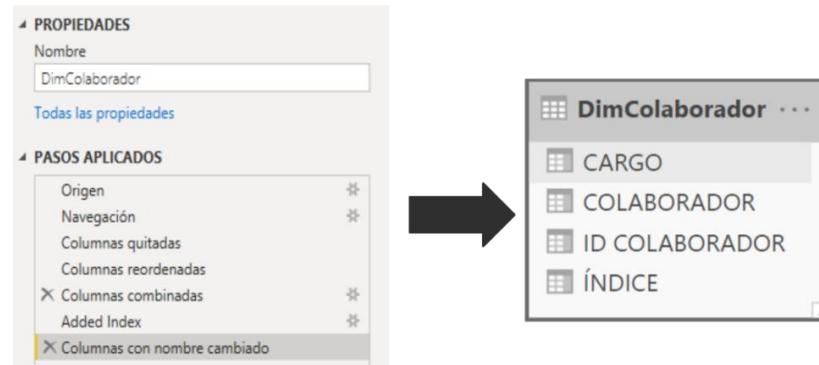 PROPIEDADES
Nombre
DimColaborador
Todas las propiedades
PASOS APLICADOS
Origen
Navegación
Columnas quitadas
Columnas reordenadas
Columnas combinadas
Added Index
Columnas con nombre cambiado
DimColaborador ...
CARGO
COLABORADOR
ID COLABORADOR
ÍNDICE